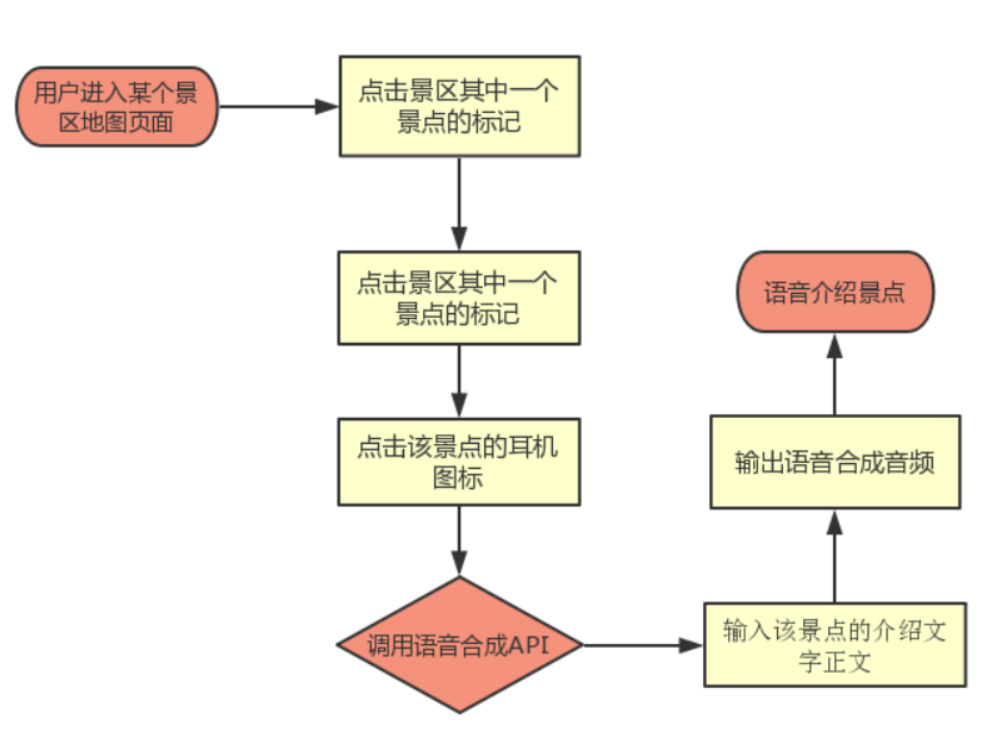 用户进入某个景
区地图页面
点击景区其中一个
景点的标记
点击景区其中一个
景点的标记
点击该景点的耳机
图标
调用语音合成API
输入该景点的介绍文
字正文
输出语音合成音频
语音介绍景点